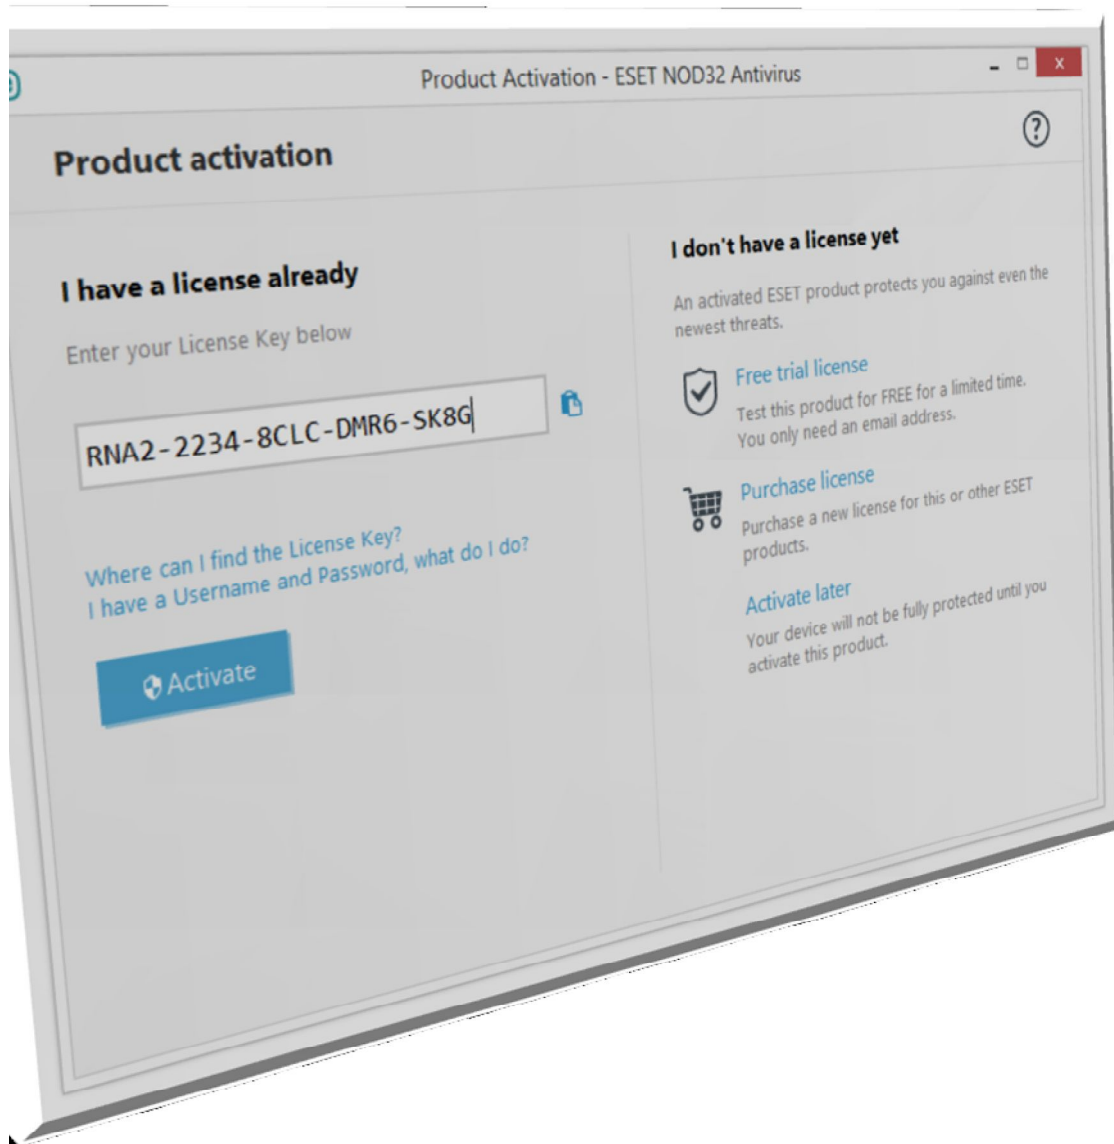 Product Activation - ESET NOD32 Antivirus
Product activation
I have a license already
Enter your License Key below
RNA2-2234-8CLC-DMR6-SK8G
Where can I find the License Key?
I have a Username and Password, what do I do?
Activate
I don't have a license yet
An activated ESET product protects you against even the
newest threats.
Free trial license
Test this product for FREE for a limited time.
You only need an email address.
Purchase license
Purchase a new license for this or other ESET
products.
Activate later
Your device will not be fully protected until you
activate this product.